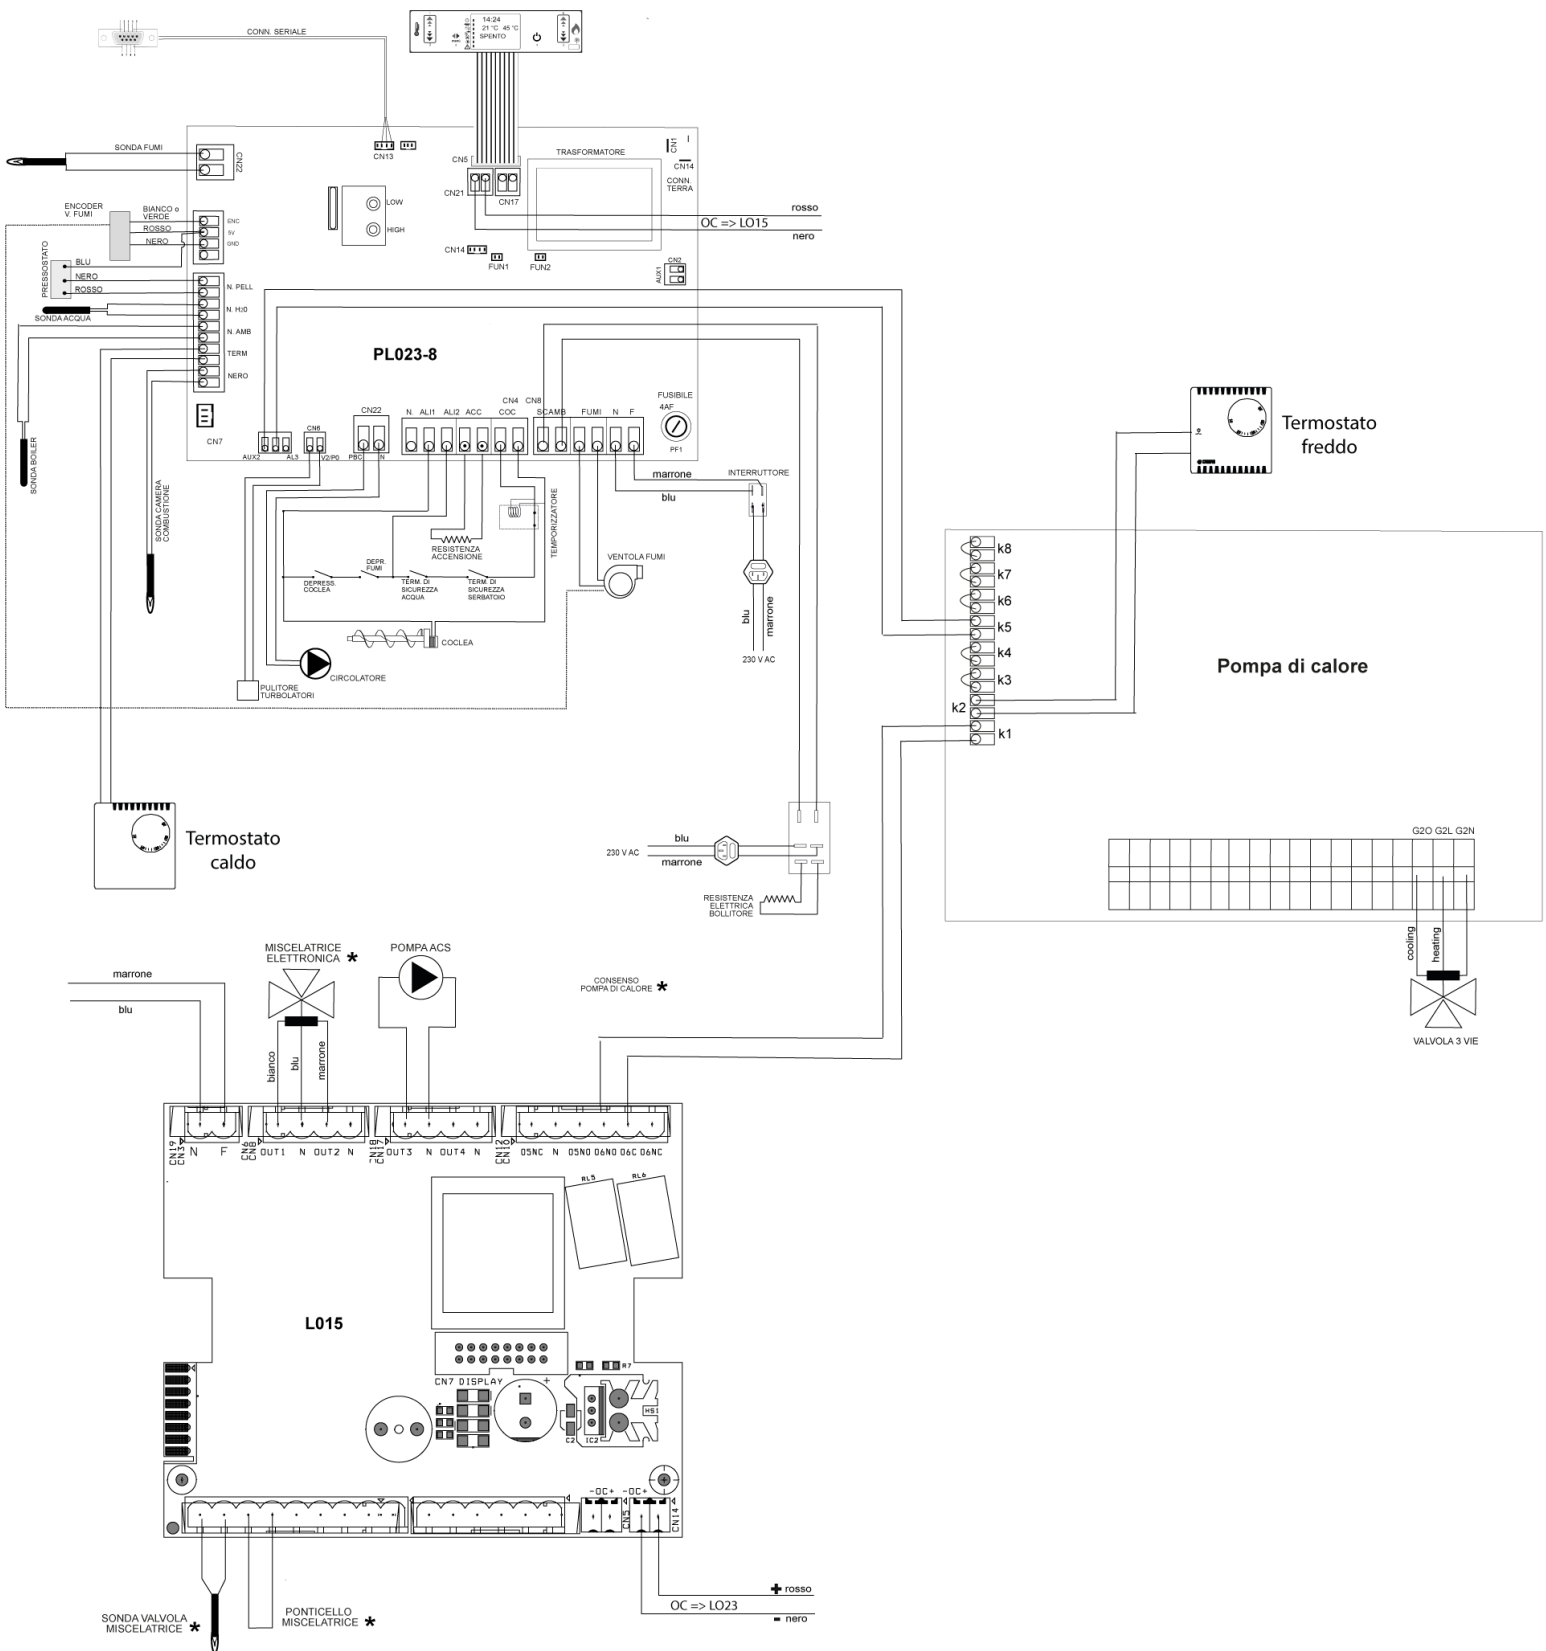 CONN. SERIALE
14:24
21 °C 45 °C
SPENTO
SONDA FUMI
CN22
CN13
CN5
TRASFORMATORE
CN1
CN14
CONN.
TERRA
CN21
CN17
LOW
HIGH
rosso
OC => LO15
nero
ENCODER
V. FUMI
BIANCO o
VERDE
ROSSO
NERO
ENC
5V
GND
CN14
FUN1
FUN2
CN2
AUX1
PRESSOSTATO
BLU
NERO
ROSSO
SONDA ACQUA
N. PELL
N. H20
N. AMB
TERM
NERO
PL023-8
CN7
CN6
AUX2
AL3
V2/P0
CN22
PBC
N
N
ALI1
ALI2
ACC
COC
CN4
CN8
SCAMB
FUMI
N
F
FUSIBILE
4AF
PF1
SONDA BOILER
SONDA CAMERA
COMBUSTIONE
marrone
blu
INTERRUTTORE
TEMPORIZZATORE
RESISTENZA
ACCENSIONE
DEPRESS.
COCLEA
DEPR.
FUMI
TERM. DI
SICUREZZA
ACQUA
TERM. DI
SICUREZZA
SERBATOIO
VENTOLA FUMI
COCLEA
CIRCOLATORE
PULITORE
TURBOLATORI
blu
marrone
230 V AC
Termostato
freddo
k8
k7
k6
k5
k4
k3
k2
k1
Pompa di calore
Termostato
caldo
230 V AC
blu
marrone
RESISTENZA
ELETTRICA
BOLLITORE
G2O G2L G2N
cooling
heating
VALVOLA 3 VIE
marrone
blu
MISCELATRICE
ELETTRONICA *
bianco
blu
marrone
POMPA ACS
CONSENSO
POMPA DI CALORE *
CN19
CN3
N
F
CN6
CN8
OUT1
N
OUT2
N
CN18
CN17
OUT3
N
OUT4
N
CN12
CN10
O5NC
N
O5NO
O6NO
O6C
O6NC
RL5
RL6
L015
CN7 DISPLAY
+
R7
HS1
C2
IC2
-OC+
-OC+
CN5
CN14
+ rosso
OC => LO23
- nero
SONDA VALVOLA
MISCELATRICE *
PONTICELLO
MISCELATRICE *